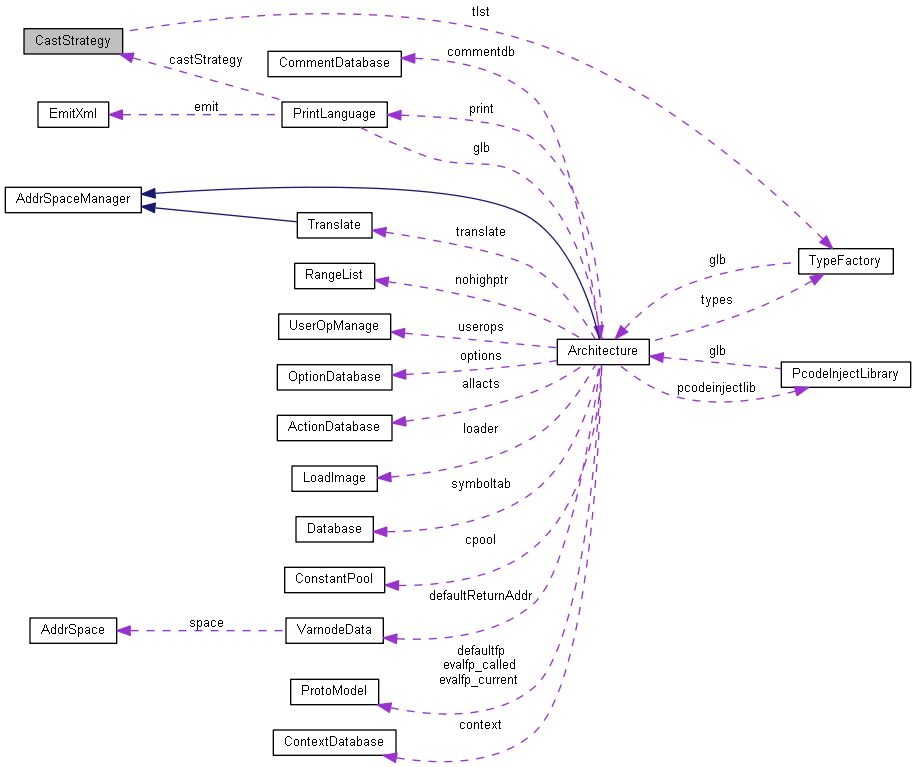 tlst
CastStrategy
castStrategy
commentdb
CommentDatabase
EmitXml
emit
PrintLanguage
print
glb
AddrSpaceManager
Translate
translate
TypeFactory
glb
RangeList
nohighptr
types
UserOpManage
userops
Architecture
glb
options
OptionDatabase
allacts
pcodeinjectlib
PcodeInjectLibrary
ActionDatabase
loader
LoadImage
symboltab
Database
cpool
ConstantPool
defaultReturnAddr
AddrSpace
space
VarnodeData
defaultfp
evalfp_called
evalfp_current
ProtoModel
context
ContextDatabase